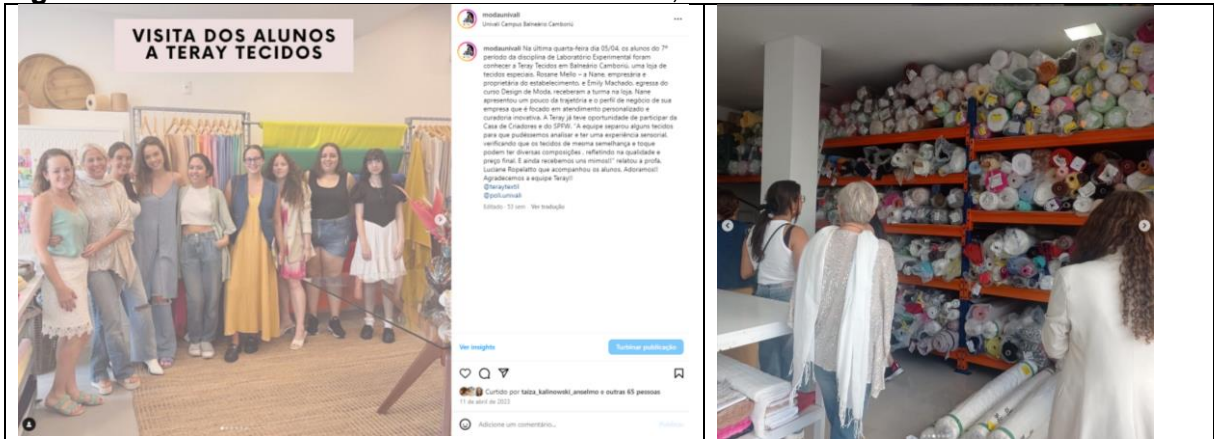 VISITA DOS ALUNOS
A TERAY TECIDOS
modaunivali
Univali Campus Balneário Camboriú
modaunivali Na última quarta-feira dia 05/04, os alunos do 7º
período da disciplina de Laboratório Experimental foram
conhecer a Teray Tecidos em Balneário Camboriú, uma loja de
tecidos especiais. Rosane Mello – a Nane, empresária e
proprietária do estabelecimento, e Emily Machado, egressa do
curso Design de Moda, receberam a turma na loja. Nane
apresentou um pouco da trajetória e o perfil de negócio de sua
empresa que é focado em atendimento personalizado e
curadoria inovativa. A Teray já teve oportunidade de participar da
Casa de Criadores e do SPFW. "A equipe separou alguns tecidos
para que pudéssemos analisar e ter uma experiência sensorial,
verificando que os tecidos de mesma semelhança e toque
podem ter diversas composições , refletindo na qualidade e
preço final. E ainda recebemos uns mimos!!" relatou a profa.
Luciane Ropelatto que acompanhou os alunos. Adoramos!!
Agradecemos a equipe Teray!!
@teraytextil
@poli.univali
Editado · 53 sem Ver tradução
Ver insights
Turbinar publicação
Curtido por taiza_kalinowski_anselmo e outras 65 pessoas
11 de abril de 2023
Adicione um comentário...